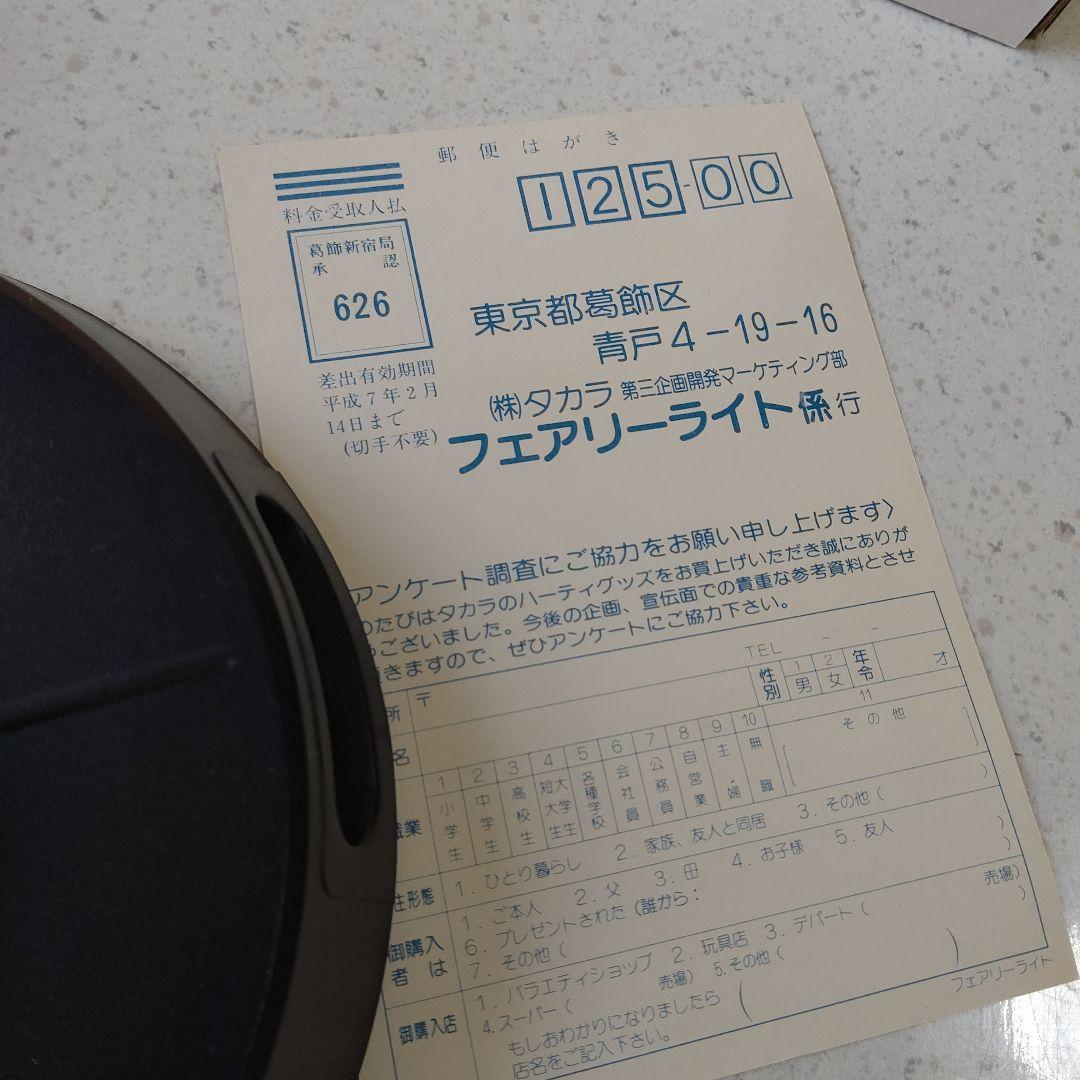 郵便はがき
125-00
料金受取人払
葛飾新宿局
承認
626
差出有効期間
平成7年2月
14日まで
(切手不要)
東京都葛飾区
青戸4-19-16
(株)タカラ 第三企画開発マーケティング部
フェアリーライト係行
アンケート調査にご協力をお願い申し上げます〉
のたびはタカラのハーティグッズをお買上げいただき誠にありが
うございました。今後の企画、宣伝面での貴重な参考資料とさせ
きますので、ぜひアンケートにご協力下さい。
所 〒 TEL - -
名 性別 1 男 2 女 年令 才
職業 1 小学生 2 中学生 3 高校生 4 短大大学生生 5 各種学校 6 会社員 7 公務員 8 自営業 9 主婦 10 無職 11 その他
住形態 1. ひとり暮らし 2. 家族、友人と同居 3. その他( )
御購入者は 1. ご本人 2. 父 3. 母 4. お子様 5. 友人
6. プレゼントされた(誰から: )
7. その他( )
御購入店 1. バラエティショップ 2. 玩具店 3. デパート( 売場)
4. スーパー( 売場) 5. その他( )
もしおわかりになりましたら
店名をご記入下さい。 ( )
フェアリーライト